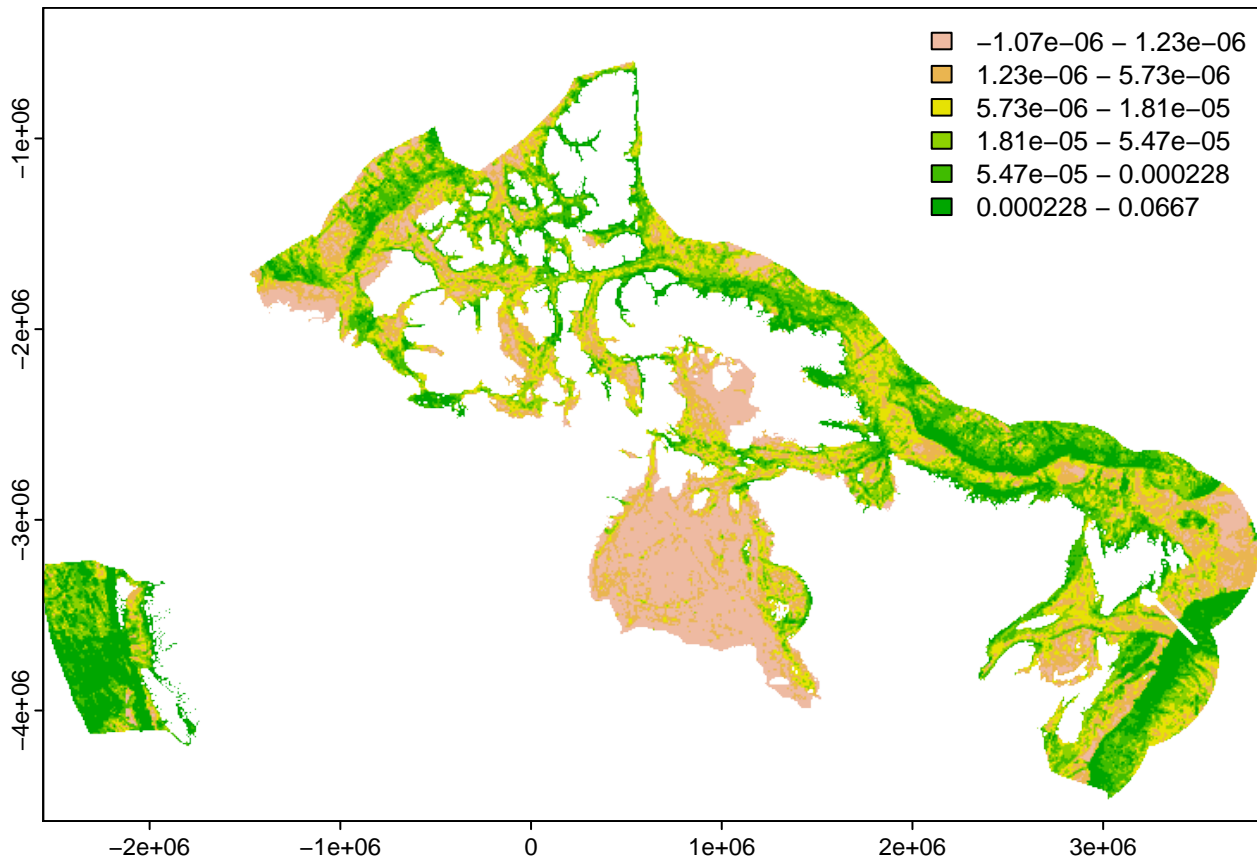 −1.07e−06 − 1.23e−06
1.23e−06 − 5.73e−06
5.73e−06 − 1.81e−05
1.81e−05 − 5.47e−05
5.47e−05 − 0.000228
0.000228 − 0.0667
−1e+06
−2e+06
−3e+06
−4e+06
−2e+06 −1e+06 0 1e+06 2e+06 3e+06